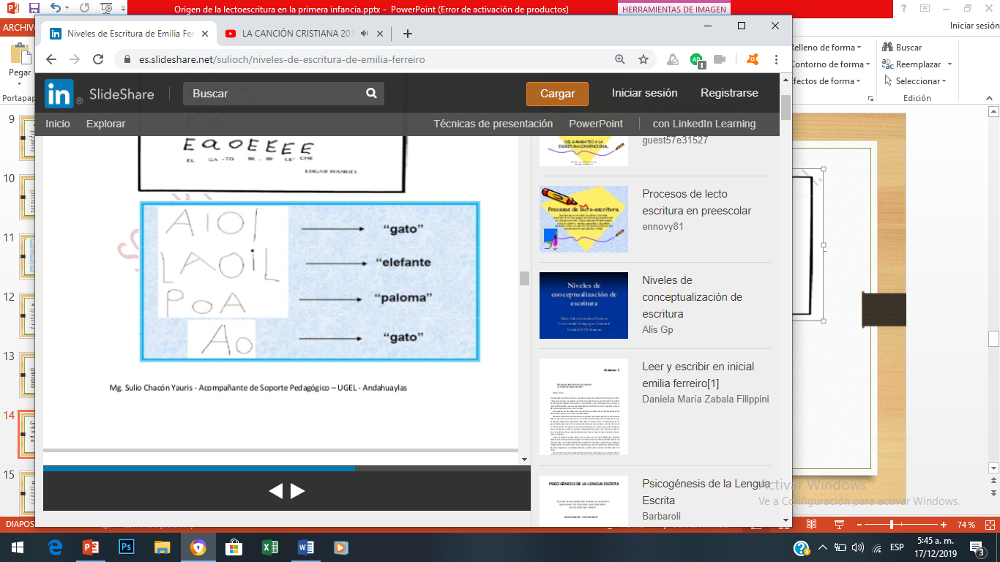 Origen de la lectoescritura en la primera infancia.pptx - PowerPoint (Error de activación de productos)
HERRAMIENTAS DE IMAGEN
ARCHIVO
Iniciar sesión
Niveles de Escritura de Emilia Fer
LA CANCIÓN CRISTIANA 201
es.slideshare.net/sulioch/niveles-de-escritura-de-emilia-ferreiro
1
Pegar
Relleno de forma
Contorno de forma
Efectos de forma
Buscar
Reemplazar
Seleccionar
Edición
in SlideShare
Buscar
Cargar
Iniciar sesión
Registrarse
Inicio
Explorar
Técnicas de presentación
PowerPoint
con LinkedIn Learning
9
10
11
12
13
14
15
EaOEEEE
EL GA - TO BE - BE LE - CHE
EDGAR MANUEL
AIOI "gato"
LAOiL "elefante
PoA "paloma"
Ao "gato"
Mg. Sulio Chacón Yauris - Acompañante de Soporte Pedagógico – UGEL - Andahuaylas
DEL GARABATEO A LA
ESCRITURA CONVENCIONAL
guest57e31527
Procesos de lecto-escritura
Procesos de lecto
escritura en preescolar
ennovy81
Niveles de
conceptualización de
escritura
Niveles de
conceptualización de
escritura
Alis Gp
Anexo 1
Leer y escribir en inicial
emilia ferreiro[1]
Daniela María Zabala Filippini
PSICOGÉNESIS DE LA LENGUA ESCRITA
Psicogénesis de la Lengua
Escrita
Barbaroli
Activar Windows
Ve a Configuración para activar Windows.
74 %
ESP
5:45 a. m.
17/12/2019
3